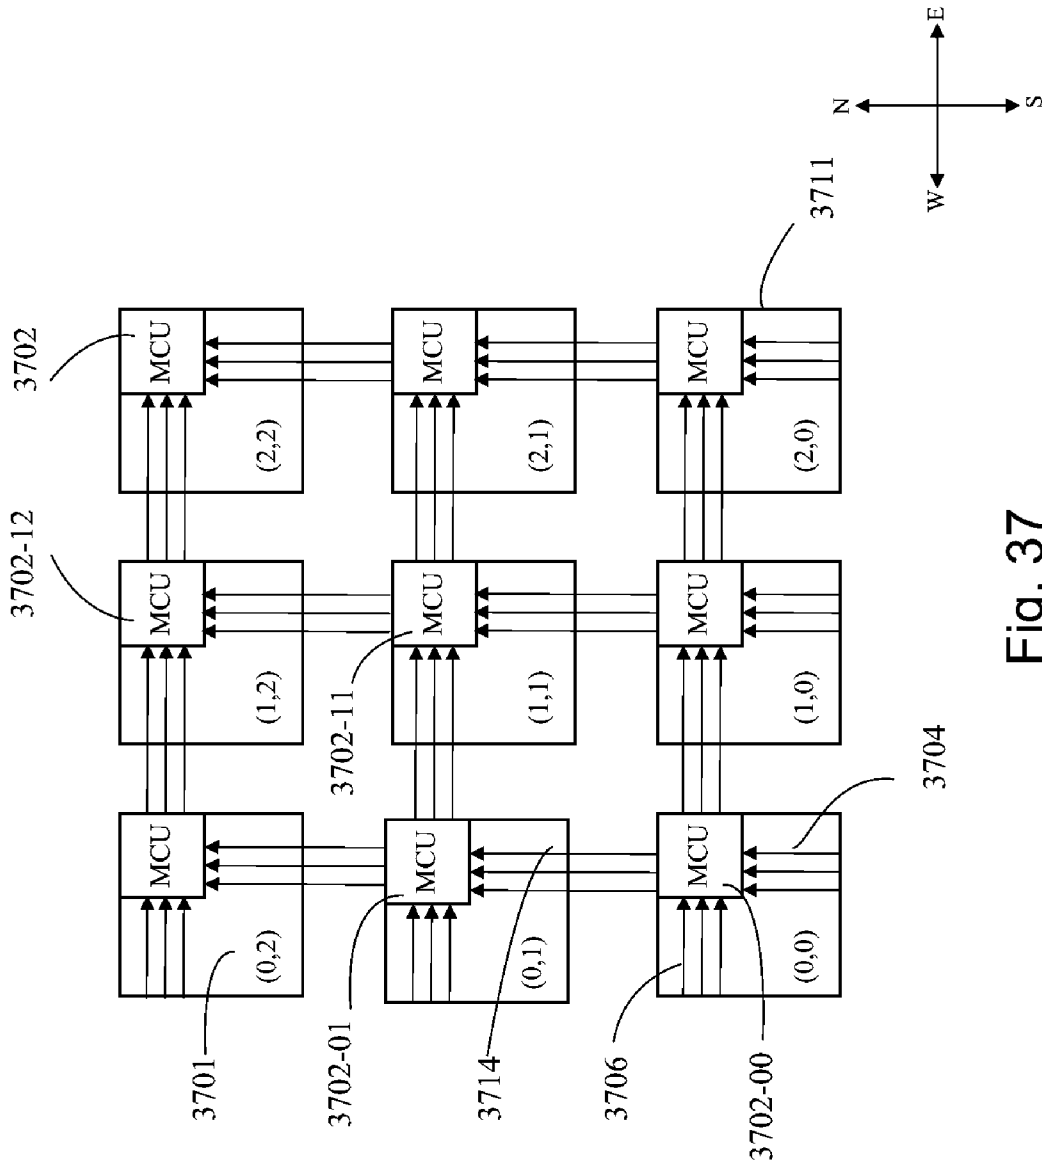 3702-12
3702
MCU
MCU
MCU
(0,2)
(1,2)
(2,2)
3701
3702-01
3702-11
MCU
MCU
MCU
(0,1)
(1,1)
(2,1)
3714
3706
MCU
MCU
MCU
(0,0)
(1,0)
(2,0)
3702-00
3704
3711
N
W
E
S
Fig. 37